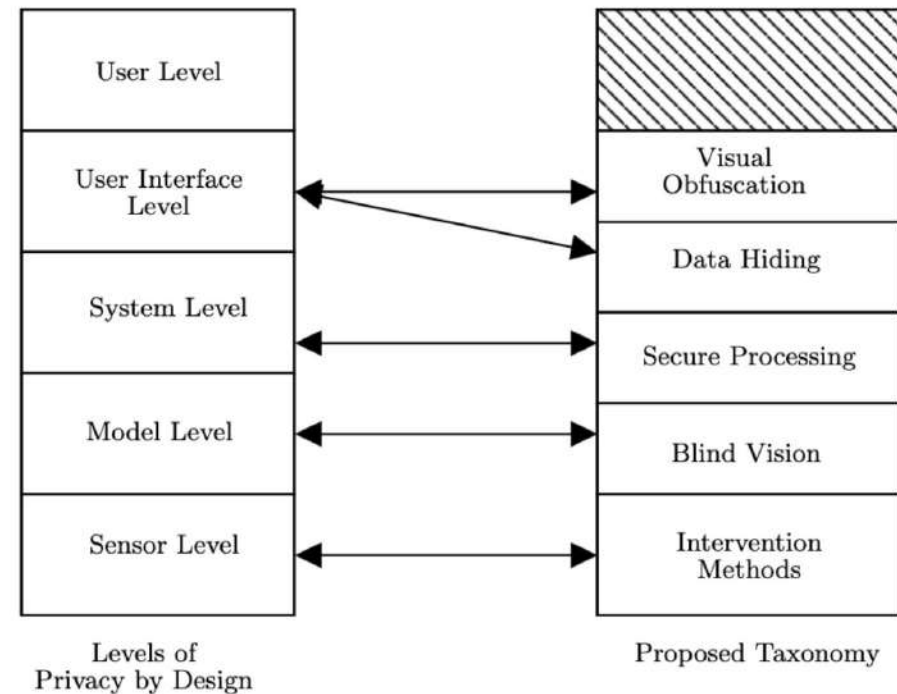 User Level
User Interface
Level
System Level
Model Level
Sensor Level
Levels of
Privacy by Design
Visual
Obfuscation
Data Hiding
Secure Processing
Blind Vision
Intervention
Methods
Proposed Taxonomy